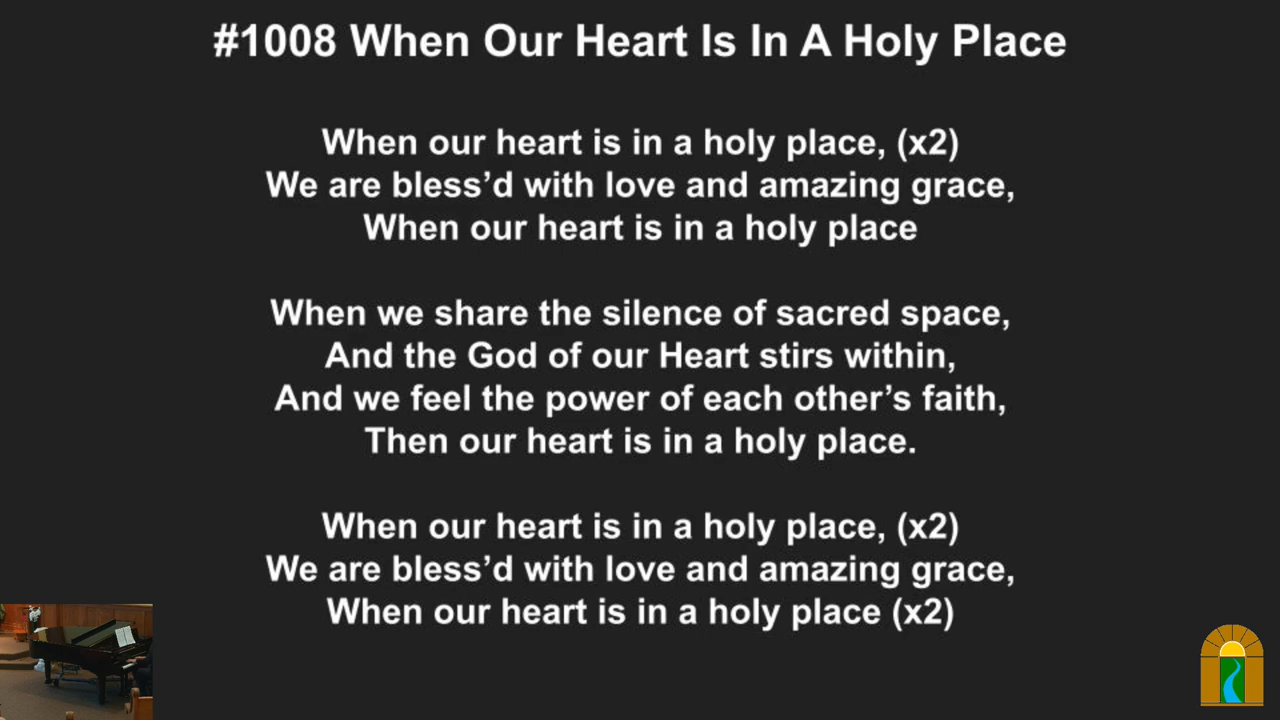 #1008 When Our Heart Is In A Holy Place
When our heart is in a holy place, (x2)
We are bless’d with love and amazing grace,
When our heart is in a holy place
When we share the silence of sacred space,
And the God of our Heart stirs within,
And we feel the power of each other’s faith,
Then our heart is in a holy place.
When our heart is in a holy place, (x2)
We are bless’d with love and amazing grace,
When our heart is in a holy place (x2)